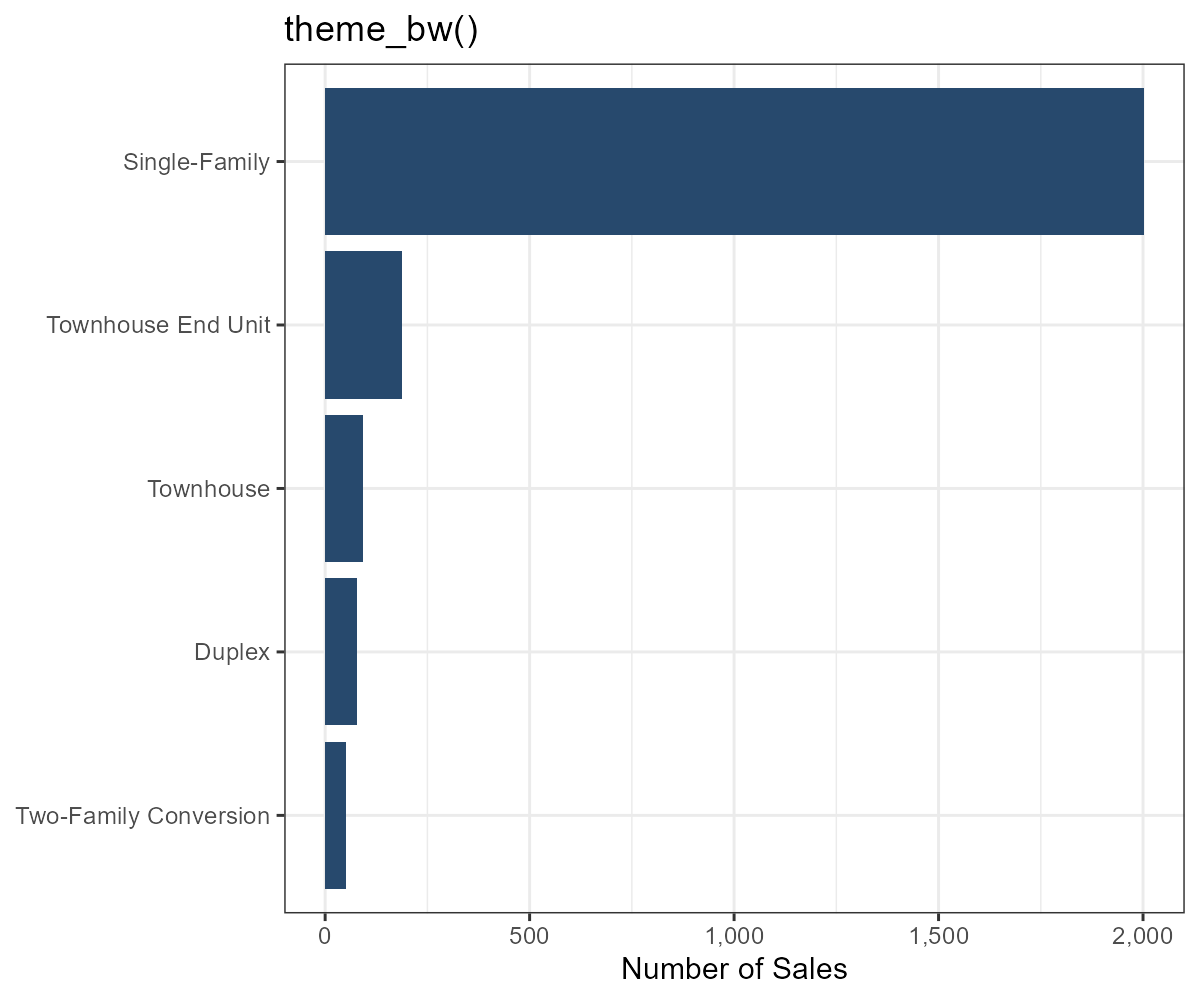 theme_bw()
Single-Family
Townhouse End Unit
Townhouse
Duplex
Two-Family Conversion
0 500 1,000 1,500 2,000
Number of Sales